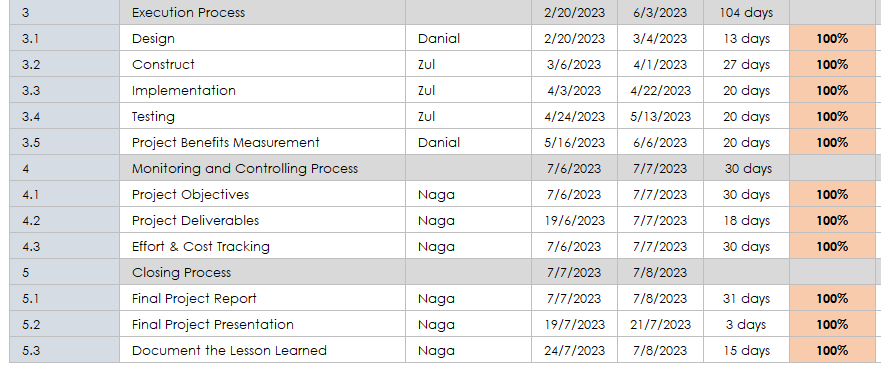 3 Execution Process 2/20/2023 6/3/2023 104 days
3.1 Design Danial 2/20/2023 3/4/2023 13 days 100%
3.2 Construct Zul 3/6/2023 4/1/2023 27 days 100%
3.3 Implementation Zul 4/3/2023 4/22/2023 20 days 100%
3.4 Testing Zul 4/24/2023 5/13/2023 20 days 100%
3.5 Project Benefits Measurement Danial 5/16/2023 6/6/2023 20 days 100%
4 Monitoring and Controlling Process 7/6/2023 7/7/2023 30 days
4.1 Project Objectives Naga 7/6/2023 7/7/2023 30 days 100%
4.2 Project Deliverables Naga 19/6/2023 7/7/2023 18 days 100%
4.3 Effort & Cost Tracking Naga 7/6/2023 7/7/2023 30 days 100%
5 Closing Process 7/7/2023 7/8/2023
5.1 Final Project Report Naga 7/7/2023 7/8/2023 31 days 100%
5.2 Final Project Presentation Naga 19/7/2023 21/7/2023 3 days 100%
5.3 Document the Lesson Learned Naga 24/7/2023 7/8/2023 15 days 100%